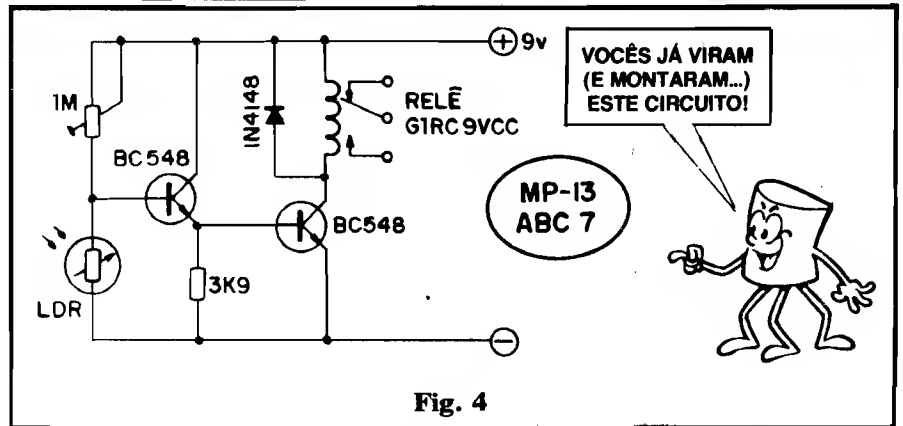 9v
1M
1N4148
RELÊ
G1RC 9VCC
BC548
BC548
3K9
LDR
MP-13
ABC 7
VOCÊS JÁ VIRAM
(E MONTARAM...)
ESTE CIRCUITO!
Fig. 4